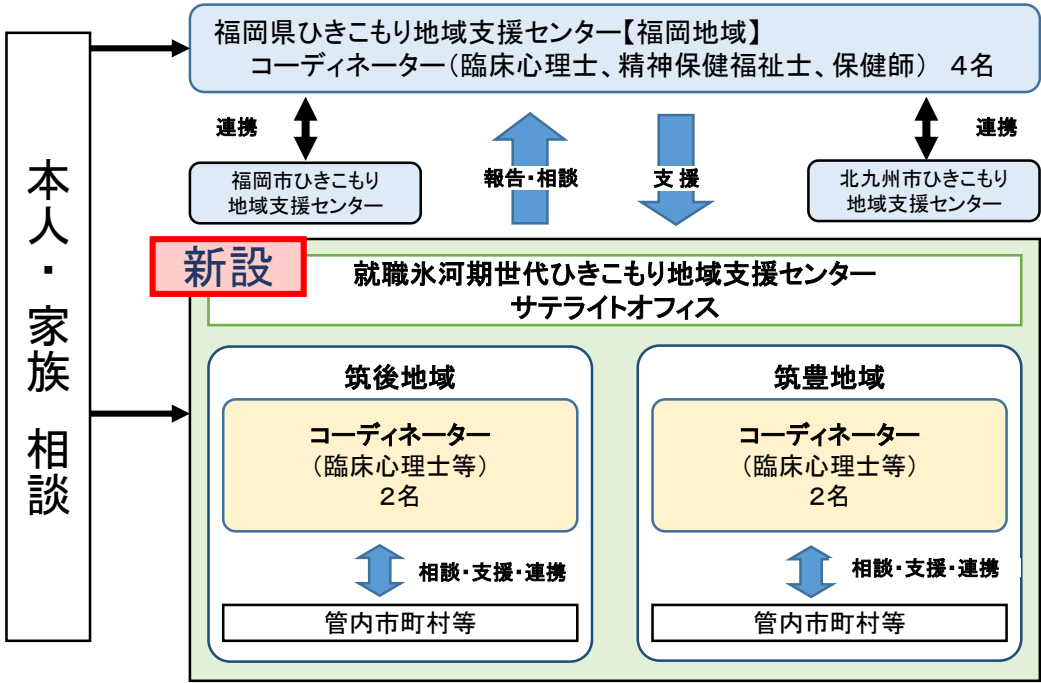 本人・家族 相談
福岡県ひきこもり地域支援センター【福岡地域】
コーディネーター（臨床心理士、精神保健福祉士、保健師） ４名
連携
報告・相談
支 援
連携
福岡市ひきこもり
地域支援センター
北九州市ひきこもり
地域支援センター
新設
就職氷河期世代ひきこもり地域支援センター
サテライトオフィス
筑後地域
コーディネーター
（臨床心理士等）
２名
相談・支援・連携
管内市町村等
筑豊地域
コーディネーター
（臨床心理士等）
２名
相談・支援・連携
管内市町村等